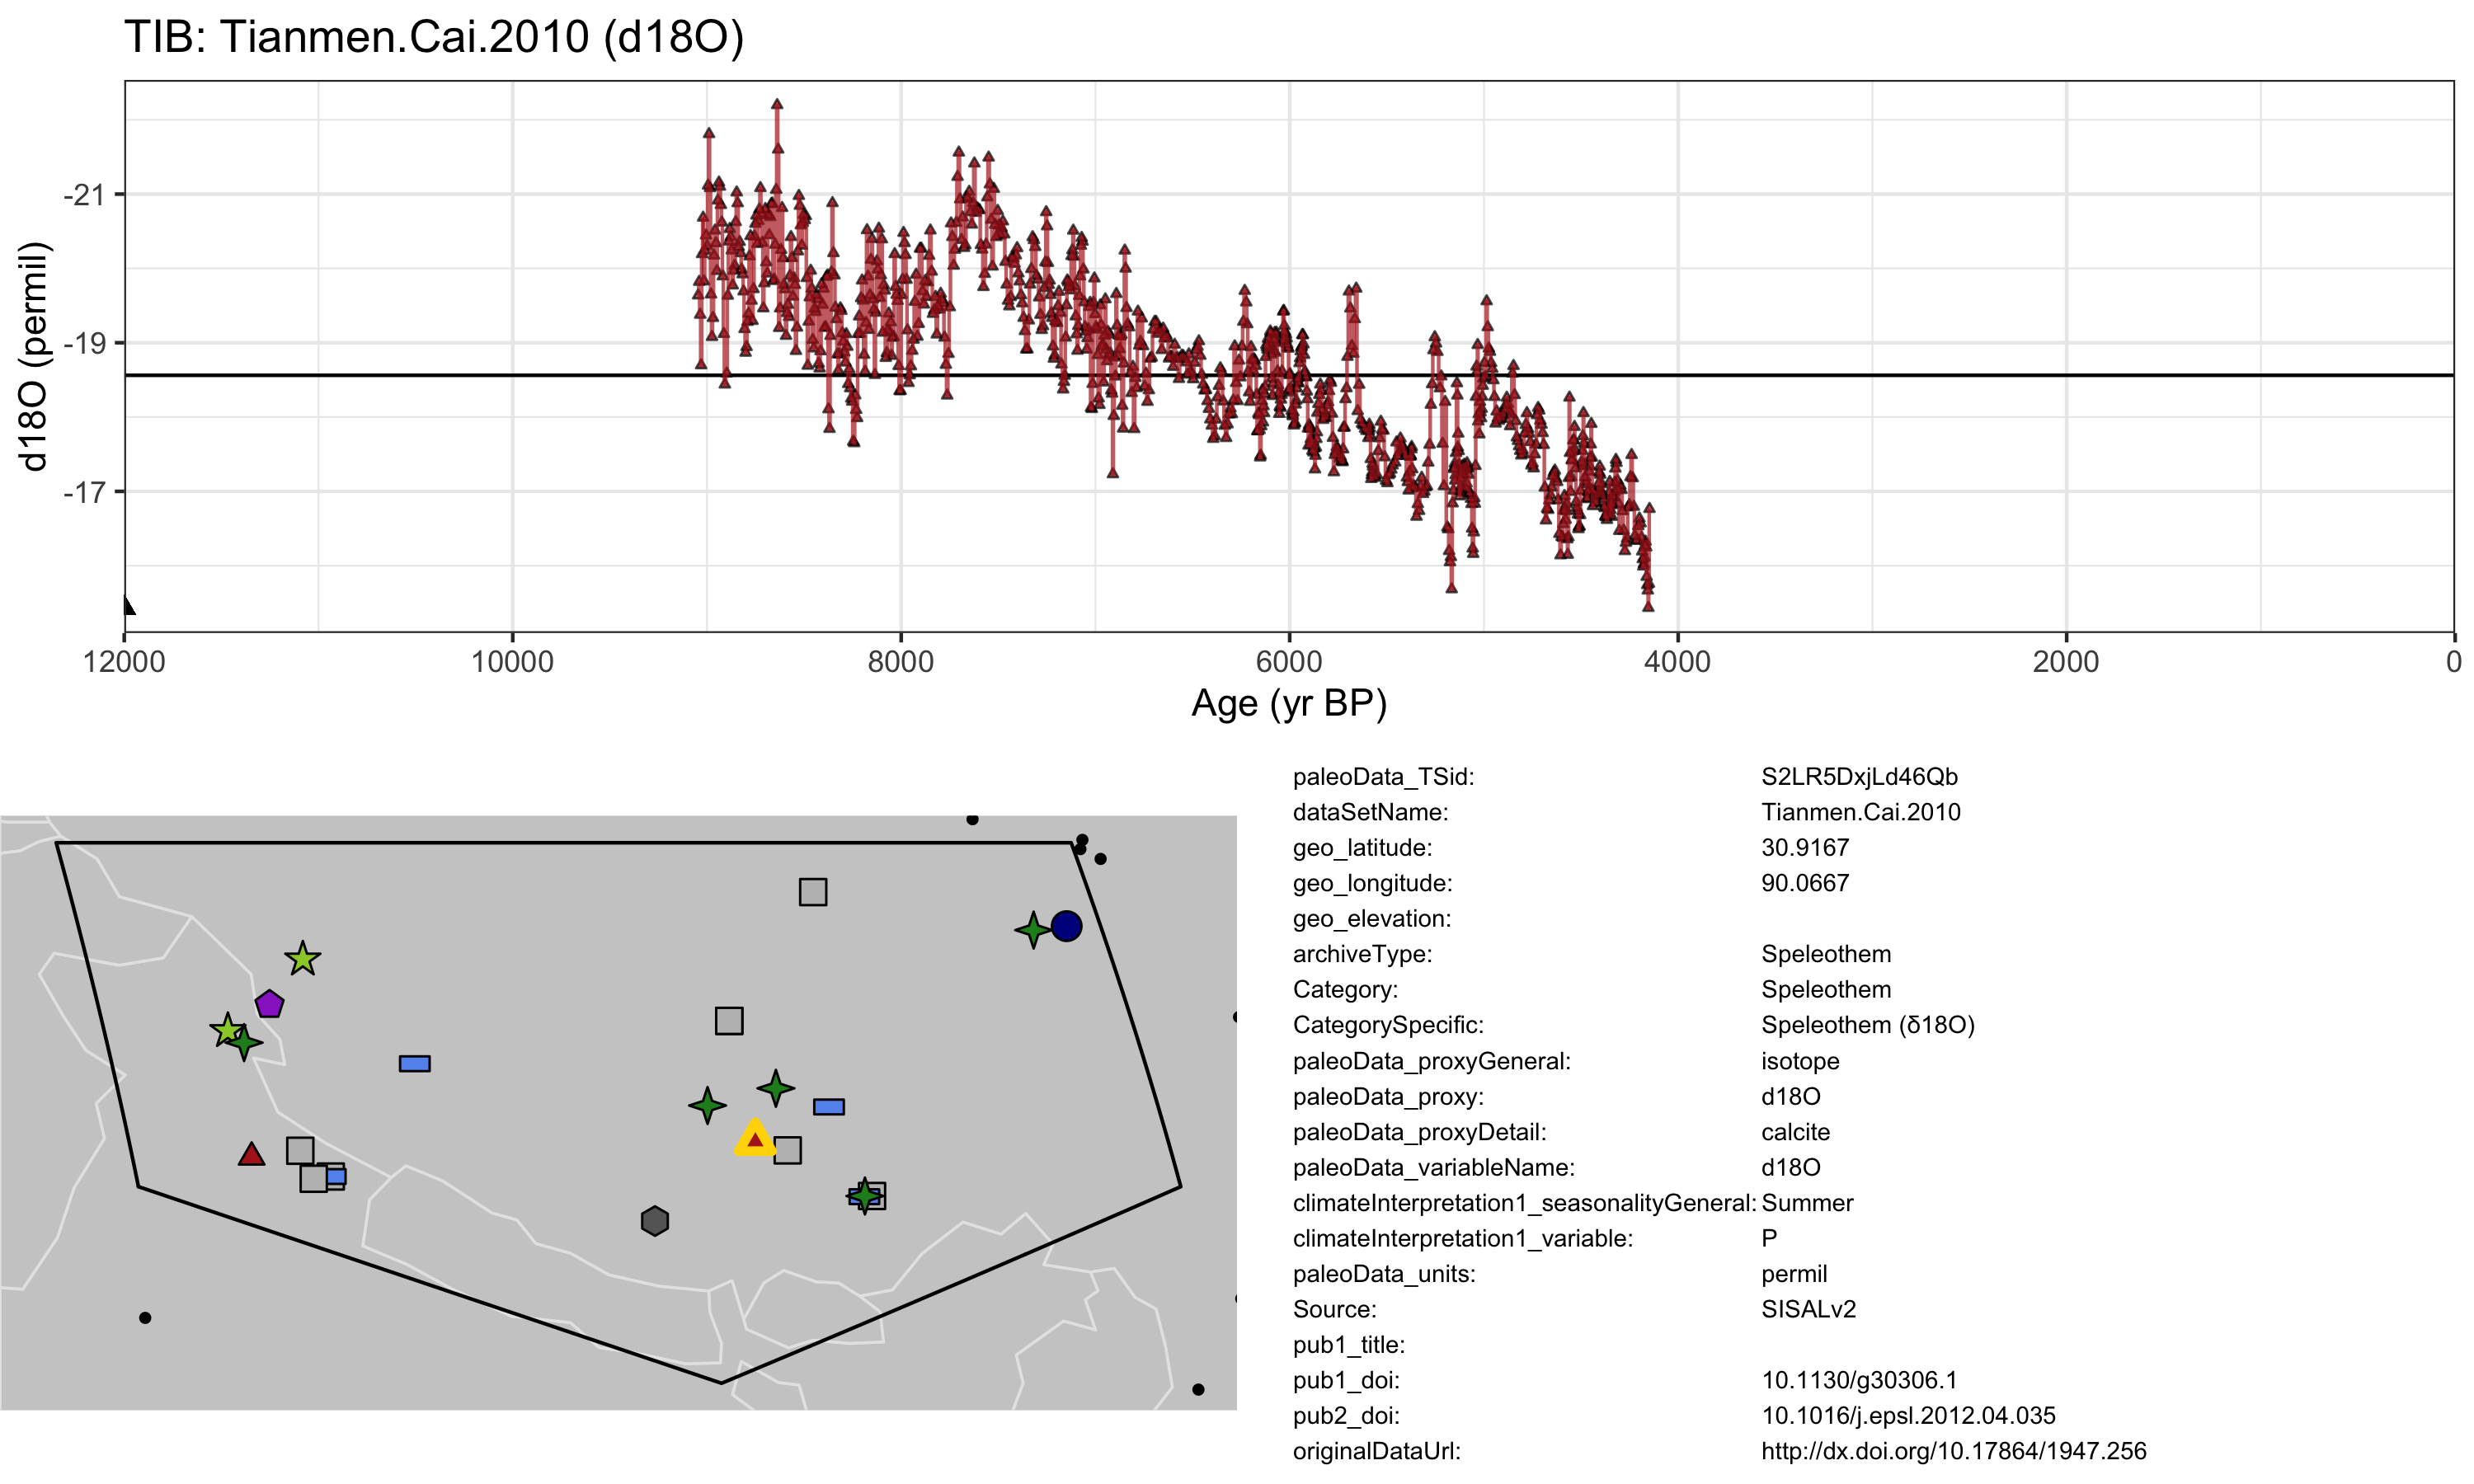 TIB: Tianmen.Cai.2010 (d18O)
-21
-19
-17
d18O (permil)
12000 10000 8000 6000 4000 2000 0
Age (yr BP)
paleoData_TSid: S2LR5DxjLd46Qb
dataSetName: Tianmen.Cai.2010
geo_latitude: 30.9167
geo_longitude: 90.0667
geo_elevation:
archiveType: Speleothem
Category: Speleothem
CategorySpecific: Speleothem (δ18O)
paleoData_proxyGeneral: isotope
paleoData_proxy: d18O
paleoData_proxyDetail: calcite
paleoData_variableName: d18O
climateInterpretation1_seasonalityGeneral: Summer
climateInterpretation1_variable: P
paleoData_units: permil
Source: SISALv2
pub1_title:
pub1_doi: 10.1130/g30306.1
pub2_doi: 10.1016/j.epsl.2012.04.035
originalDataUrl: http://dx.doi.org/10.17864/1947.256